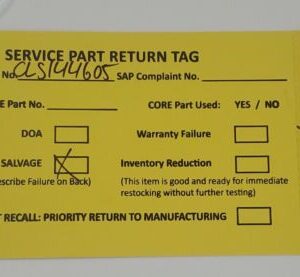 SERVICE PART RETURN TAG
No. CLS144605 SAP Complaint No.
E Part No. CORE Part Used: YES / NO
DOA Warranty Failure
SALVAGE Inventory Reduction
escribe Failure on Back) (This item is good and ready for immediate
restocking without further testing)
T RECALL: PRIORITY RETURN TO MANUFACTURING